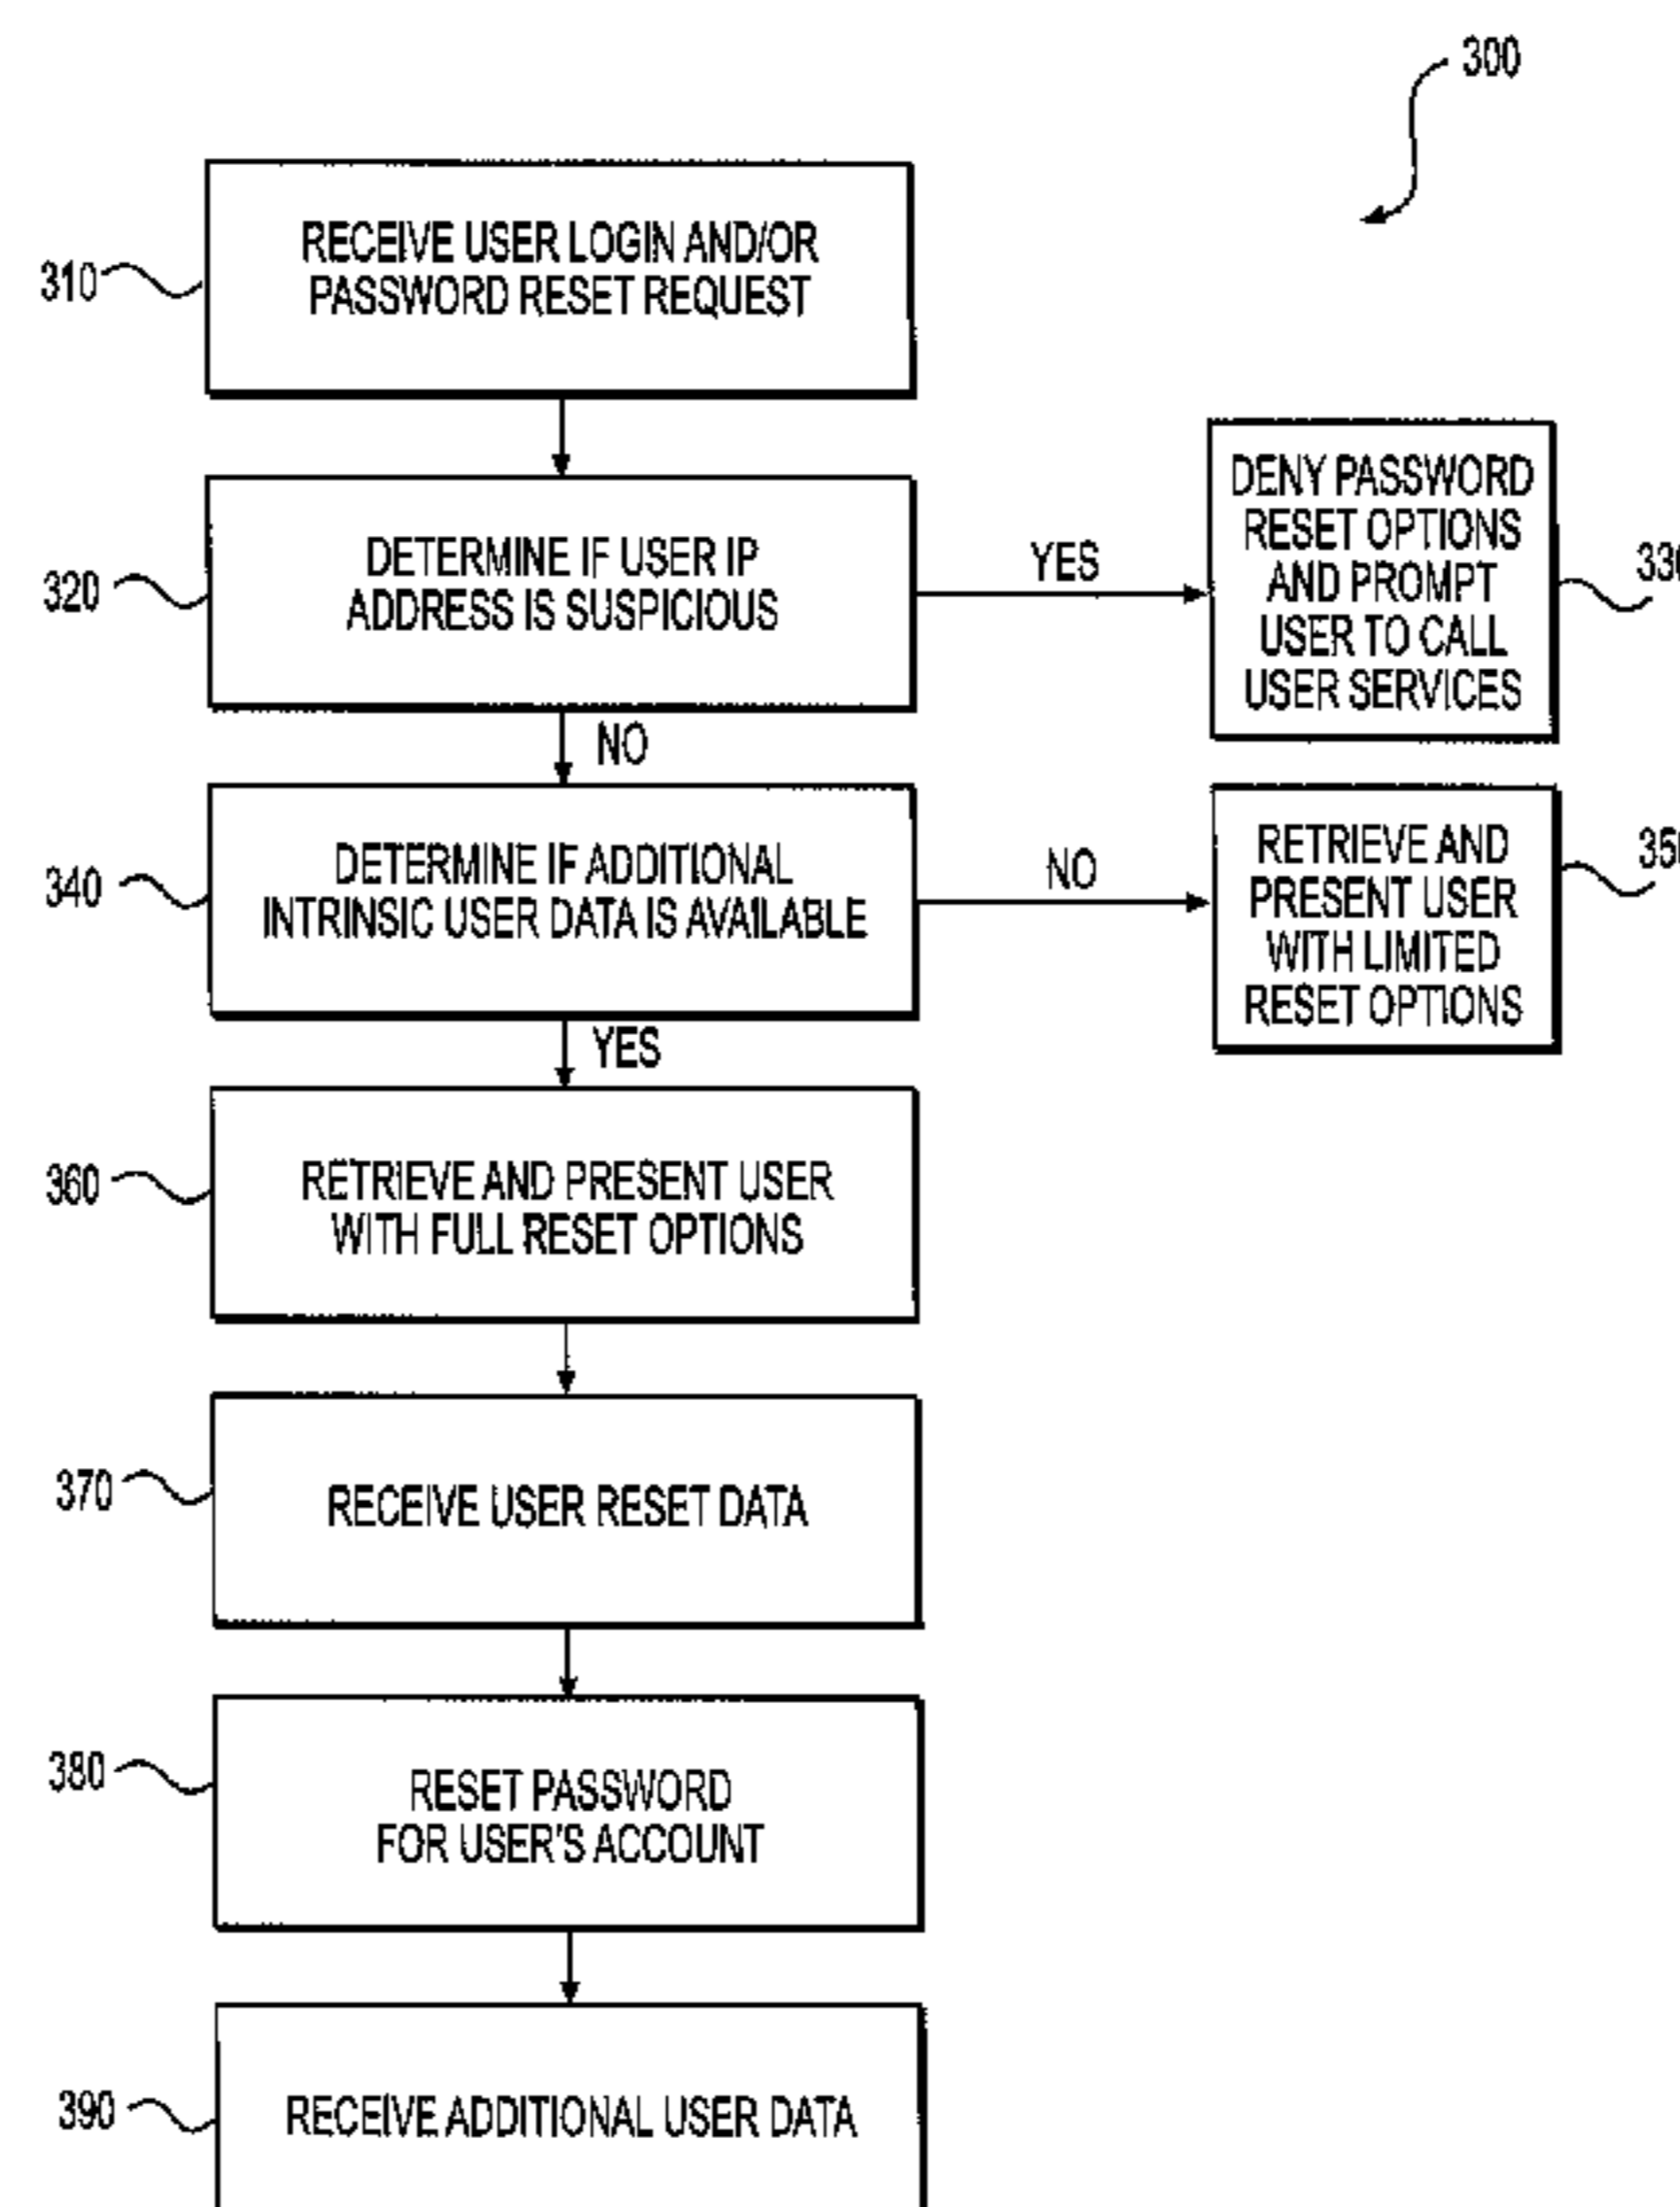 300
310
RECEIVE USER LOGIN AND/OR
PASSWORD RESET REQUEST
320
DETERMINE IF USER IP
ADDRESS IS SUSPICIOUS
YES
DENY PASSWORD
RESET OPTIONS
AND PROMPT
USER TO CALL
USER SERVICES
330
NO
340
DETERMINE IF ADDITIONAL
INTRINSIC USER DATA IS AVAILABLE
NO
RETRIEVE AND
PRESENT USER
WITH LIMITED
RESET OPTIONS
350
YES
360
RETRIEVE AND PRESENT USER
WITH FULL RESET OPTIONS
370
RECEIVE USER RESET DATA
380
RESET PASSWORD
FOR USER'S ACCOUNT
390
RECEIVE ADDITIONAL USER DATA